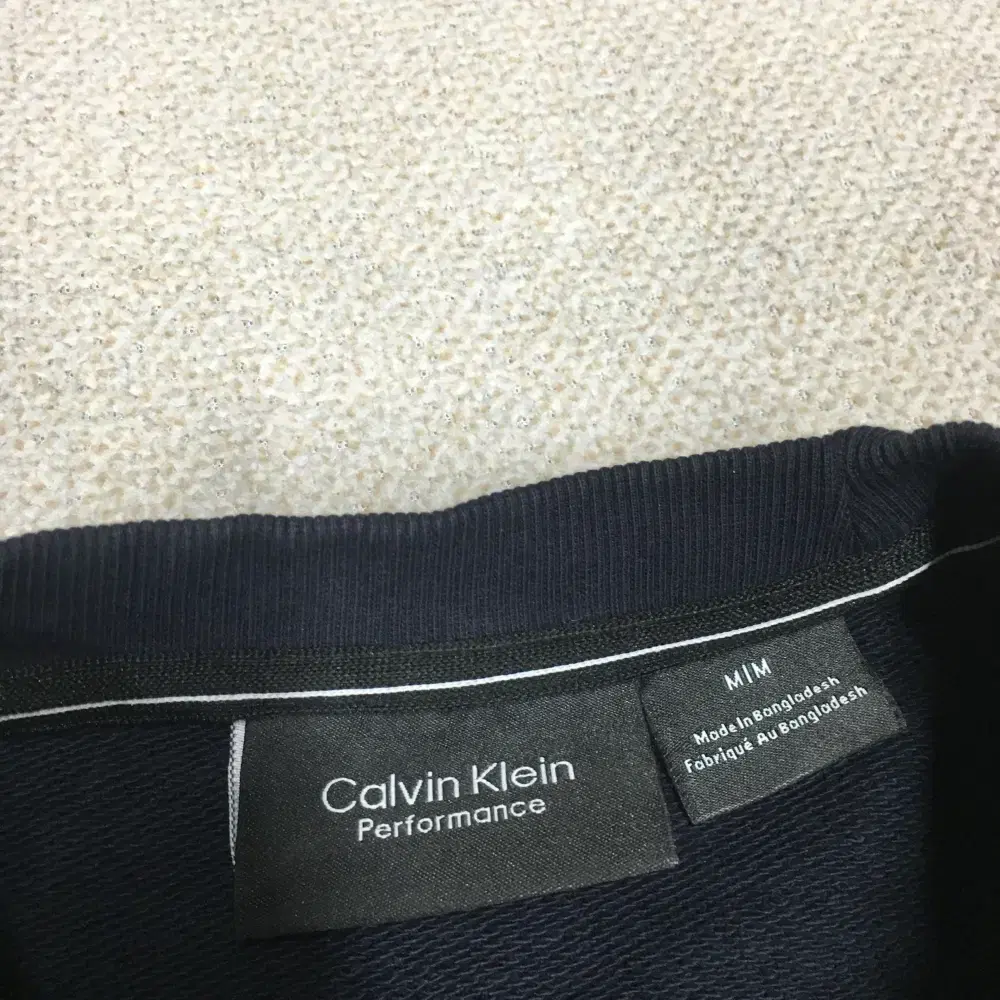 Calvin Klein
Performance
M|M
Made In Bangladesh
Fabriqué Au Bangladesh